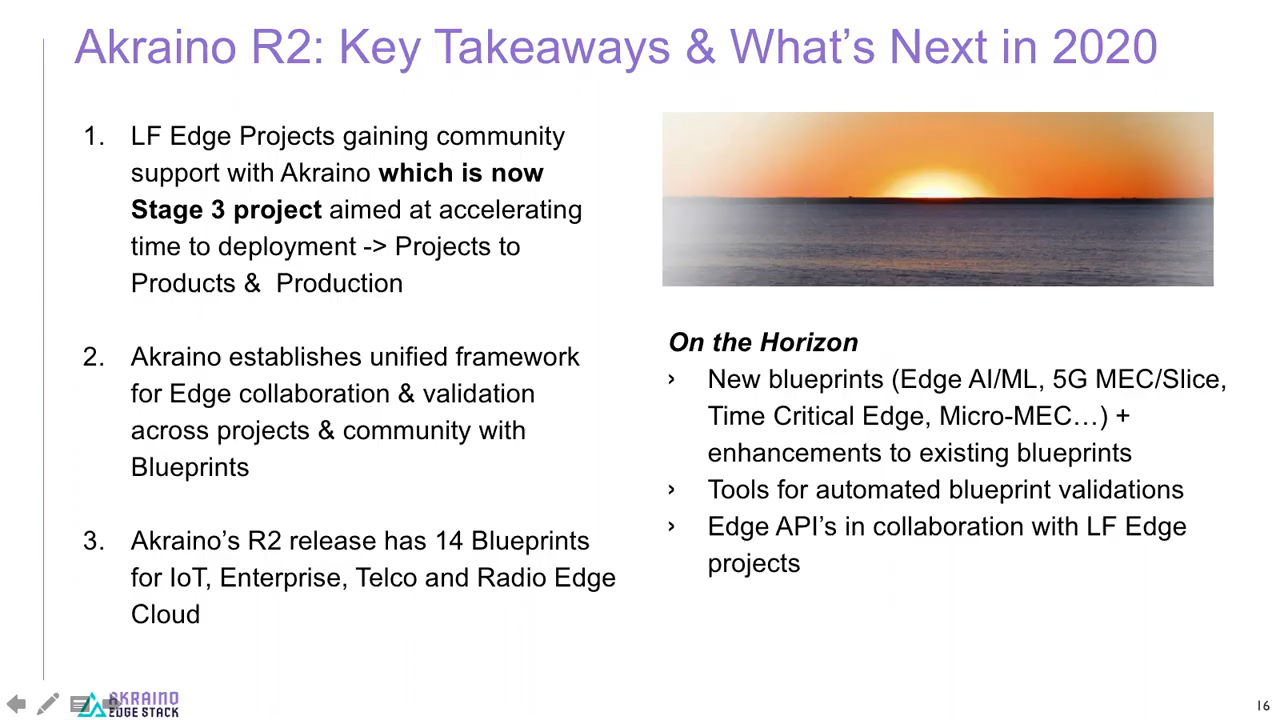 Akraino R2: Key Takeaways & What’s Next in 2020
1. LF Edge Projects gaining community
support with Akraino which is now
Stage 3 project aimed at accelerating
time to deployment -> Projects to
Products &  Production
2. Akraino establishes unified framework
for Edge collaboration & validation
across projects & community with
Blueprints
3. Akraino’s R2 release has 14 Blueprints
for IoT, Enterprise, Telco and Radio Edge
Cloud
On the Horizon
› New blueprints (Edge AI/ML, 5G MEC/Slice,
Time Critical Edge, Micro-MEC…) +
enhancements to existing blueprints
› Tools for automated blueprint validations
› Edge API’s in collaboration with LF Edge
projects
AKRAINO
EDGE STACK
16